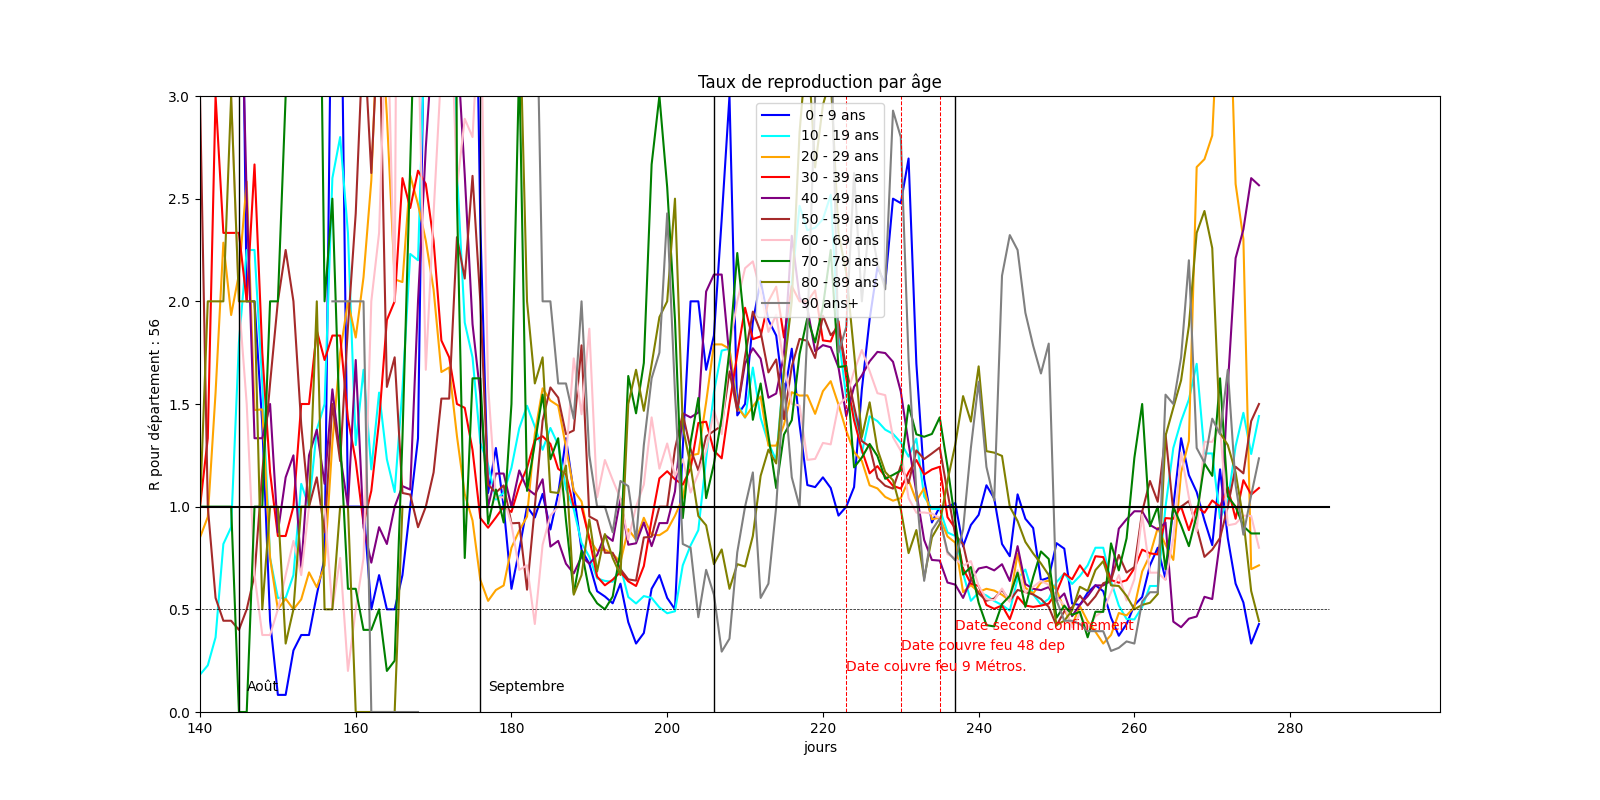 Taux de reproduction par âge
R pour département : 56
3.0
2.5
2.0
1.5
1.0
0.5
0.0
0 - 9 ans
10 - 19 ans
20 - 29 ans
30 - 39 ans
40 - 49 ans
50 - 59 ans
60 - 69 ans
70 - 79 ans
80 - 89 ans
90 ans+
Date second confinement
Date couvre feu 48 dep
Date couvre feu 9 Métros.
Août
Septembre
140 160 180 200 220 240 260 280
jours